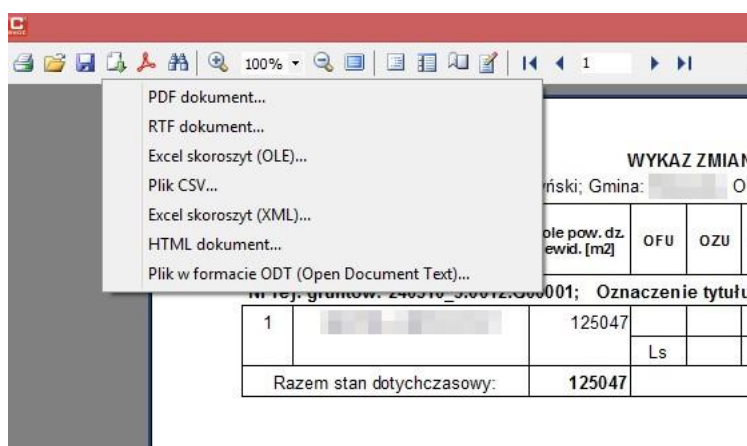 C
100%
1
PDF dokument...
RTF dokument...
Excel skoroszyt (OLE)...
Plik CSV...
Excel skoroszyt (XML)...
HTML dokument...
Plik w formacie ODT (Open Document Text)...
WYKAZ ZMIAN
yński; Gmina: O
ole pow. dz. OFU OZU
ewid. [m2]
00001; Oznaczenie tytułu
1 125047
Ls
Razem stan dotychczasowy: 125047